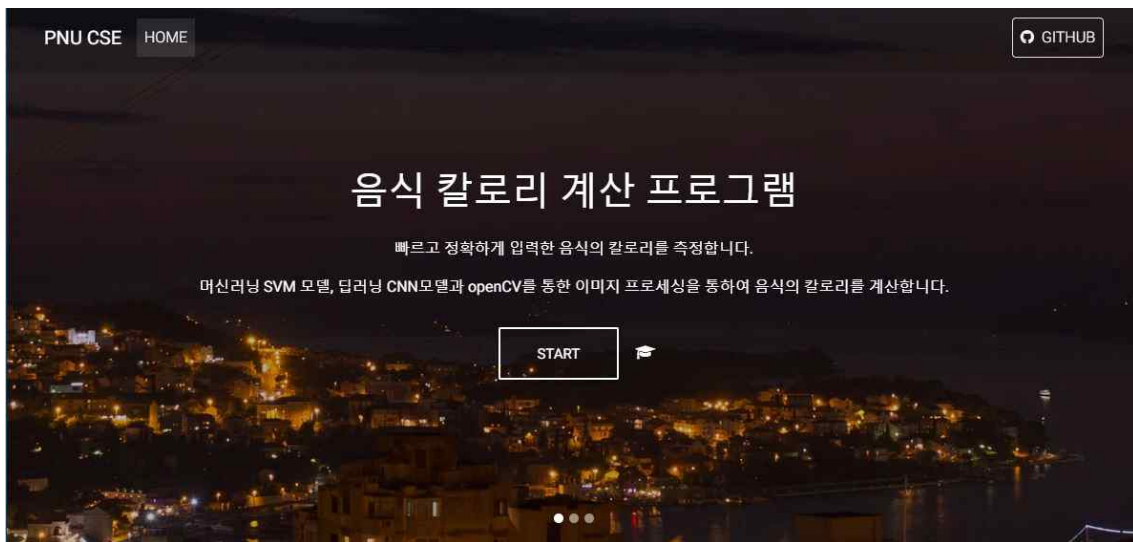 PNU CSE HOME GITHUB
음식 칼로리 계산 프로그램
빠르고 정확하게 입력한 음식의 칼로리를 측정합니다.
머신러닝 SVM 모델, 딥러닝 CNN모델과 openCV를 통한 이미지 프로세싱을 통하여 음식의 칼로리를 계산합니다.
START